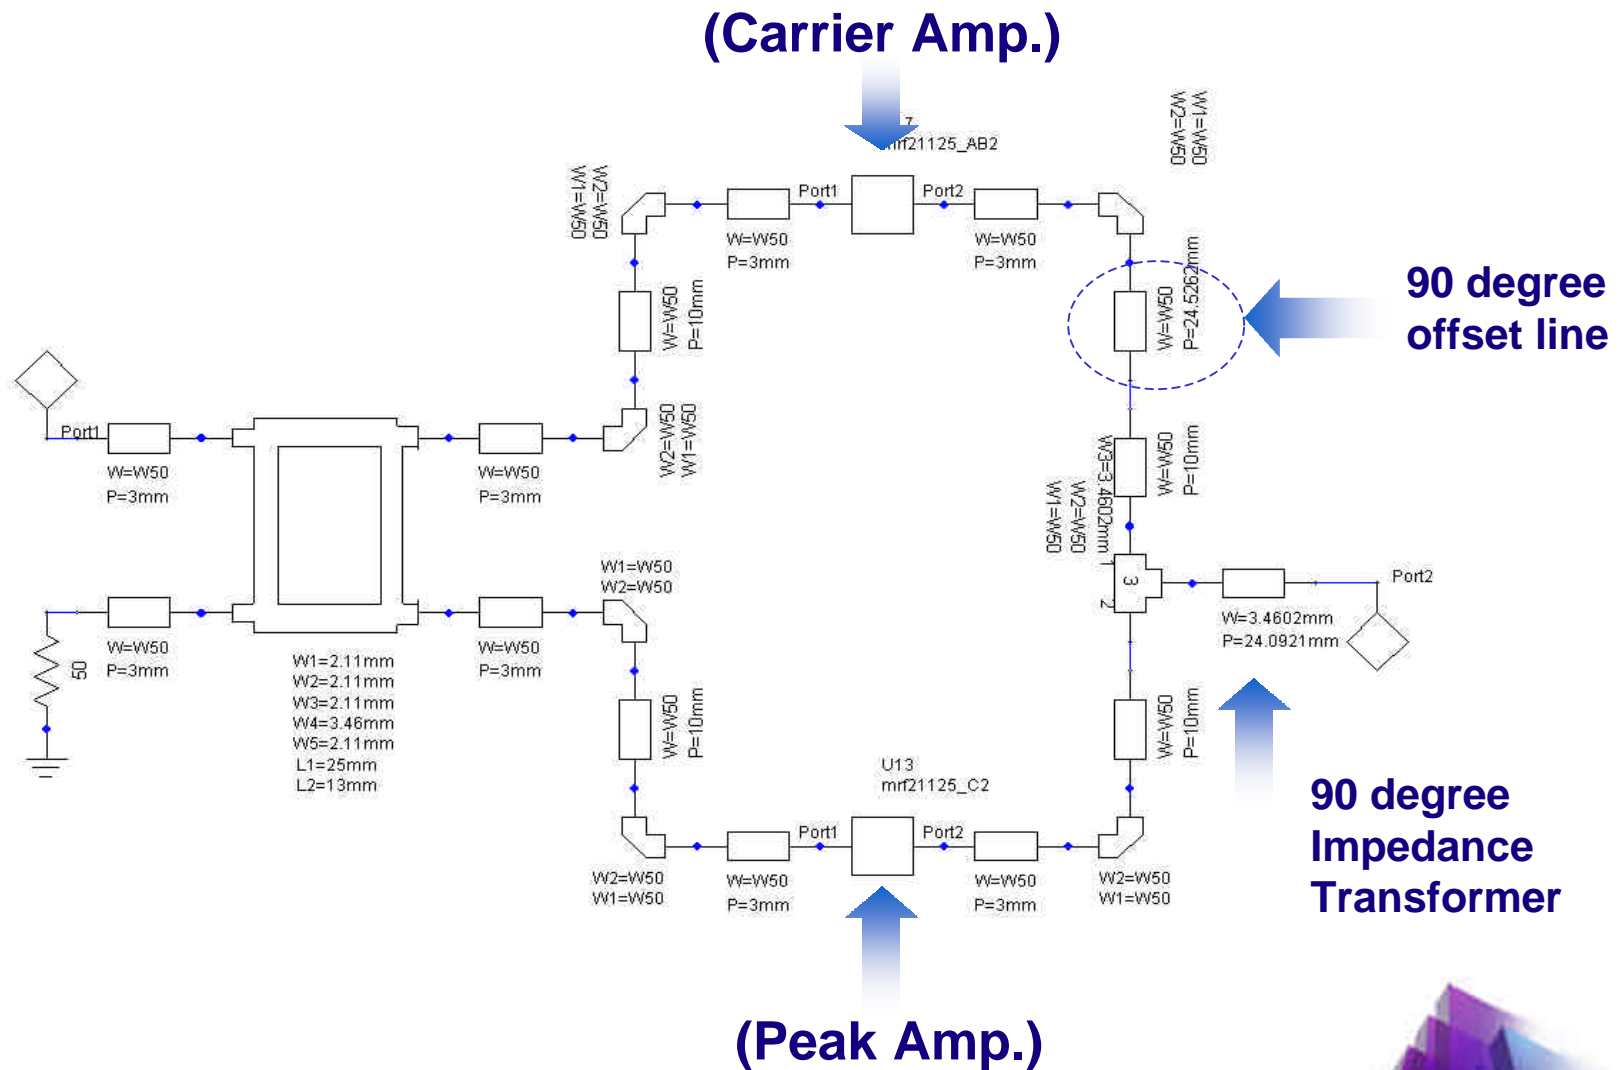 (Carrier Amp.)
7
mrf21125_AB2
W1=W50
W2=W50
W2=W50
W1=W50
Port1
Port2
W=W50
P=3mm
W=W50
P=3mm
W=W50
P=10mm
W=W50
P=24.5262mm
90 degree
offset line
Port1
W=W50
P=3mm
W=W50
P=3mm
W1=W50
W2=W50
W=W50
P=10mm
W3=3.4602mm
W2=W50
W1=W50
1
3
2
Port2
W=3.4602mm
P=24.0921mm
W1=W50
W2=W50
50
W=W50
P=3mm
W=W50
P=3mm
W1=2.11mm
W2=2.11mm
W3=2.11mm
W4=3.46mm
W5=2.11mm
L1=25mm
L2=13mm
W=W50
P=10mm
W=W50
P=10mm
U13
mrf21125_C2
90 degree
Impedance
Transformer
Port1
Port2
W2=W50
W1=W50
W=W50
P=3mm
W=W50
P=3mm
W2=W50
W1=W50
(Peak Amp.)